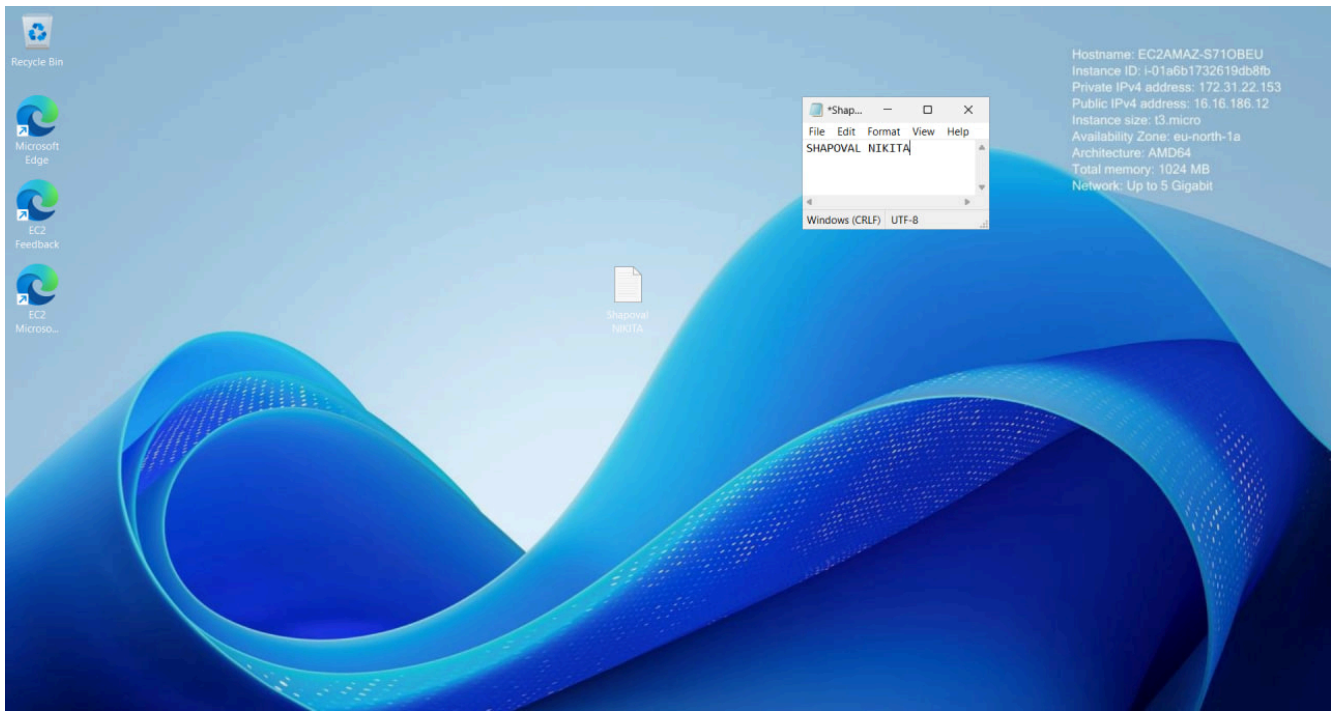 Recycle Bin
Microsoft
Edge
EC2
Feedback
EC2
Microso...
Shapoval
NIKITA
*Shap...
File Edit Format View Help
SHAPOVAL NIKITA
Windows (CRLF) UTF-8
Hostname: EC2AMAZ-S71OBEU
Instance ID: i-01a6b1732619db8fb
Private IPv4 address: 172.31.22.153
Public IPv4 address: 16.16.186.12
Instance size: t3.micro
Availability Zone: eu-north-1a
Architecture: AMD64
Total memory: 1024 MB
Network: Up to 5 Gigabit